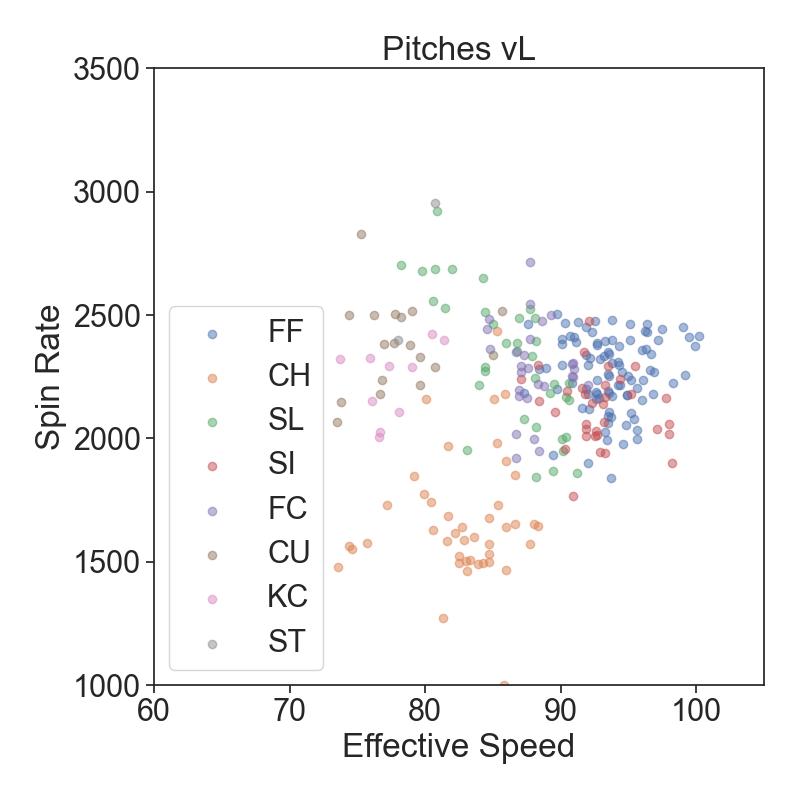 Pitches vL
3500
3000
2500
2000
1500
1000
Spin Rate
FF
CH
SL
SI
FC
CU
KC
ST
60 70 80 90 100
Effective Speed